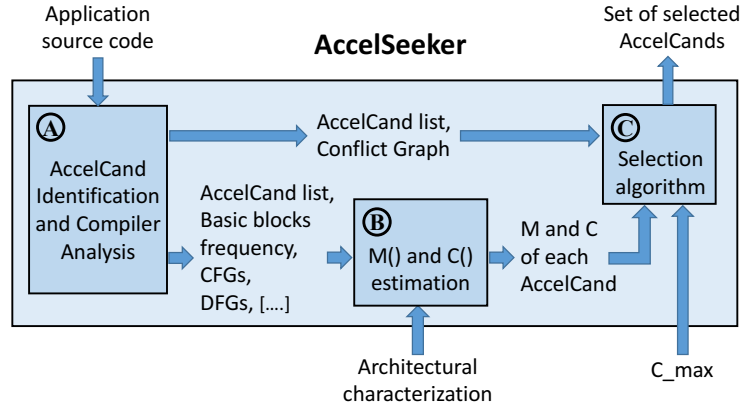 Application
source code
AccelSeeker
Set of selected
AccelCands
A
AccelCand
Identification
and Compiler
Analysis
AccelCand list,
Conflict Graph
C
Selection
algorithm
AccelCand list,
Basic blocks
frequency,
CFGs,
DFGs, [....]
B
M() and C()
estimation
M and C
of each
AccelCand
Architectural
characterization
C_max